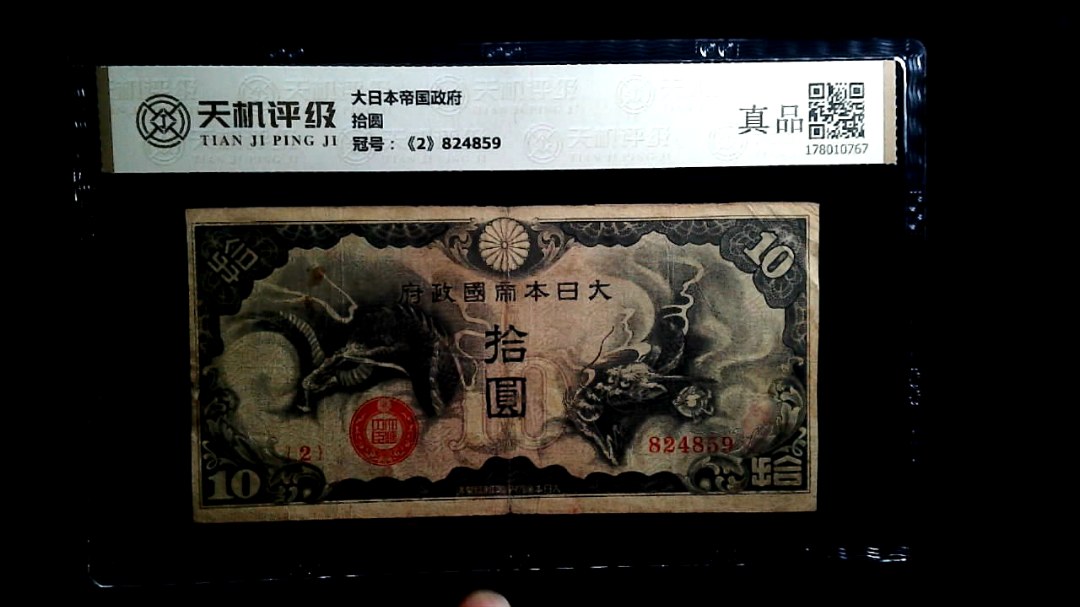 天机评级
TIAN JI PING JI
大日本帝国政府
拾圆
冠号：《2》824859
真品
178010767
拾
10
府政國帝本日大
拾
圓
10
(2)
824859
10
拾